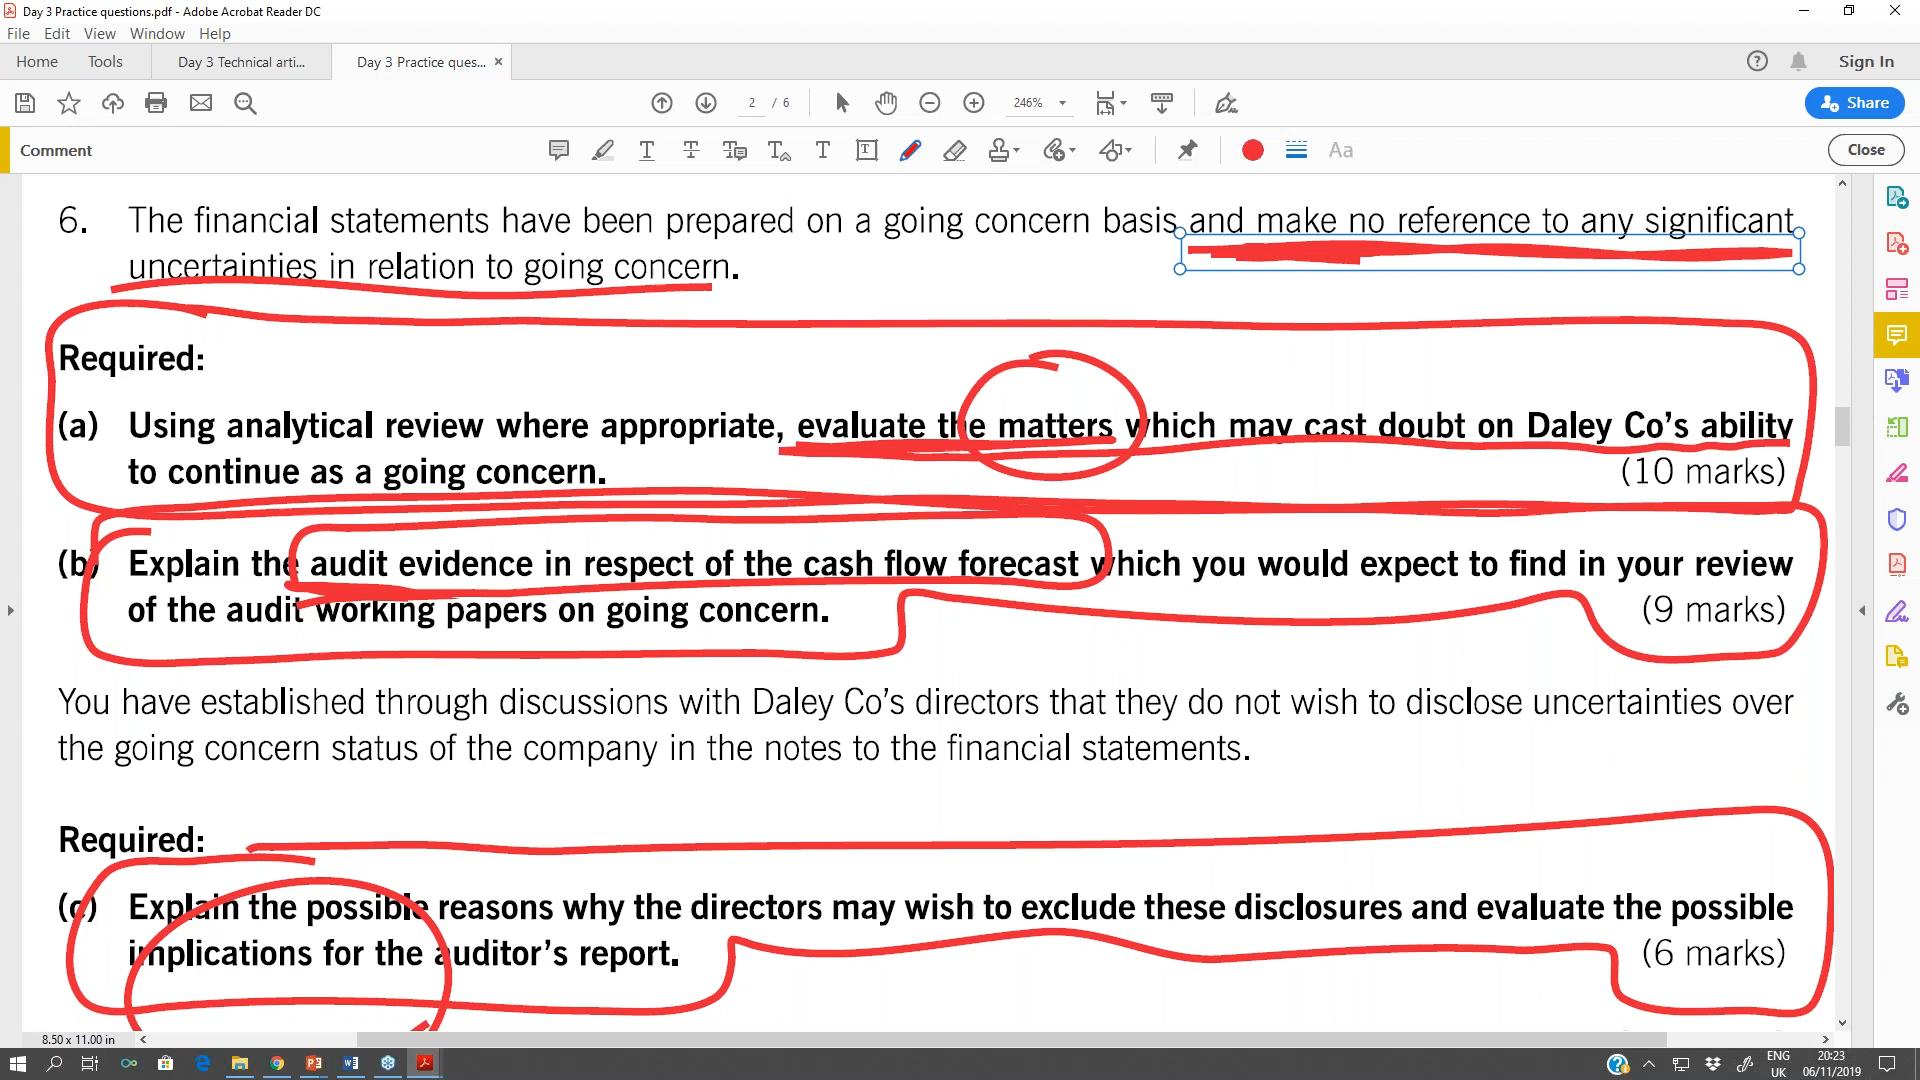 Day 3 Practice questions.pdf - Adobe Acrobat Reader DC
File Edit View Window Help
Home Tools Day 3 Technical arti... Day 3 Practice ques... × Sign In
2 / 6 246% Share
Comment Aa Close
6. The financial statements have been prepared on a going concern basis and make no reference to any significant
uncertainties in relation to going concern.
Required:
(a) Using analytical review where appropriate, evaluate the matters which may cast doubt on Daley Co's ability
to continue as a going concern. (10 marks)
(b) Explain the audit evidence in respect of the cash flow forecast which you would expect to find in your review
of the audit working papers on going concern. (9 marks)
You have established through discussions with Daley Co's directors that they do not wish to disclose uncertainties over
the going concern status of the company in the notes to the financial statements.
Required:
(c) Explain the possible reasons why the directors may wish to exclude these disclosures and evaluate the possible
implications for the auditor's report. (6 marks)
8.50 x 11.00 in
ENG 20:23
UK 06/11/2019